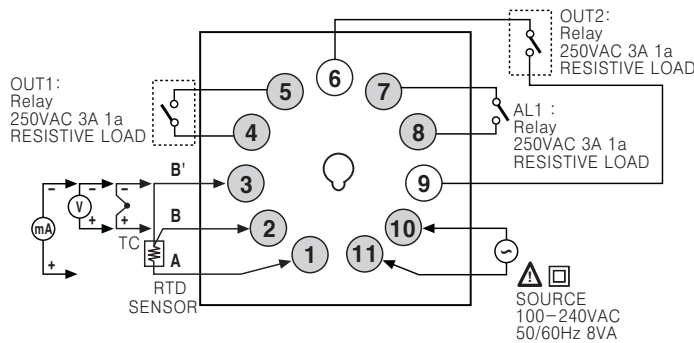 OUT2:
Relay
250VAC 3A 1a
RESISTIVE LOAD
OUT1:
Relay
250VAC 3A 1a
RESISTIVE LOAD
5
6
7
4
8
AL1 :
Relay
250VAC 3A 1a
RESISTIVE LOAD
B'
3
9
− − −
V
mA
+ + +
TC
B
2
10
A
1
11
RTD
SENSOR
SOURCE
100−240VAC
50/60Hz 8VA